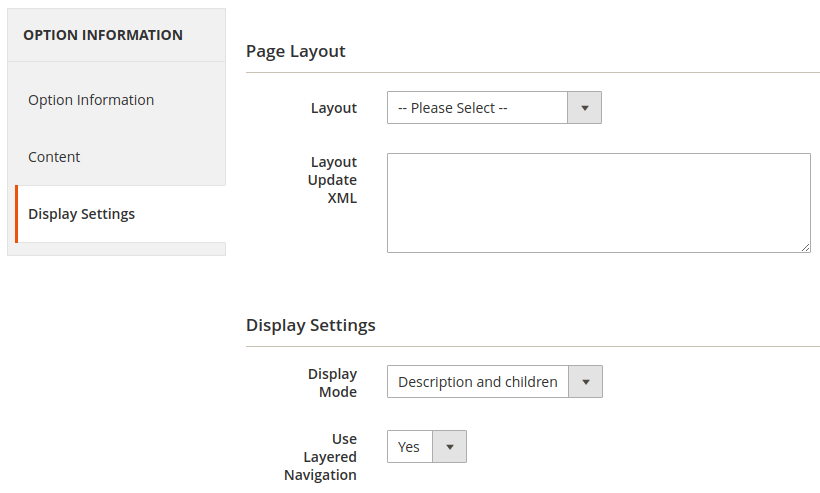 OPTION INFORMATION
Option Information
Content
Display Settings
Page Layout
Layout
-- Please Select --
Layout
Update
XML
Display Settings
Display
Mode
Description and children
Use
Layered
Navigation
Yes